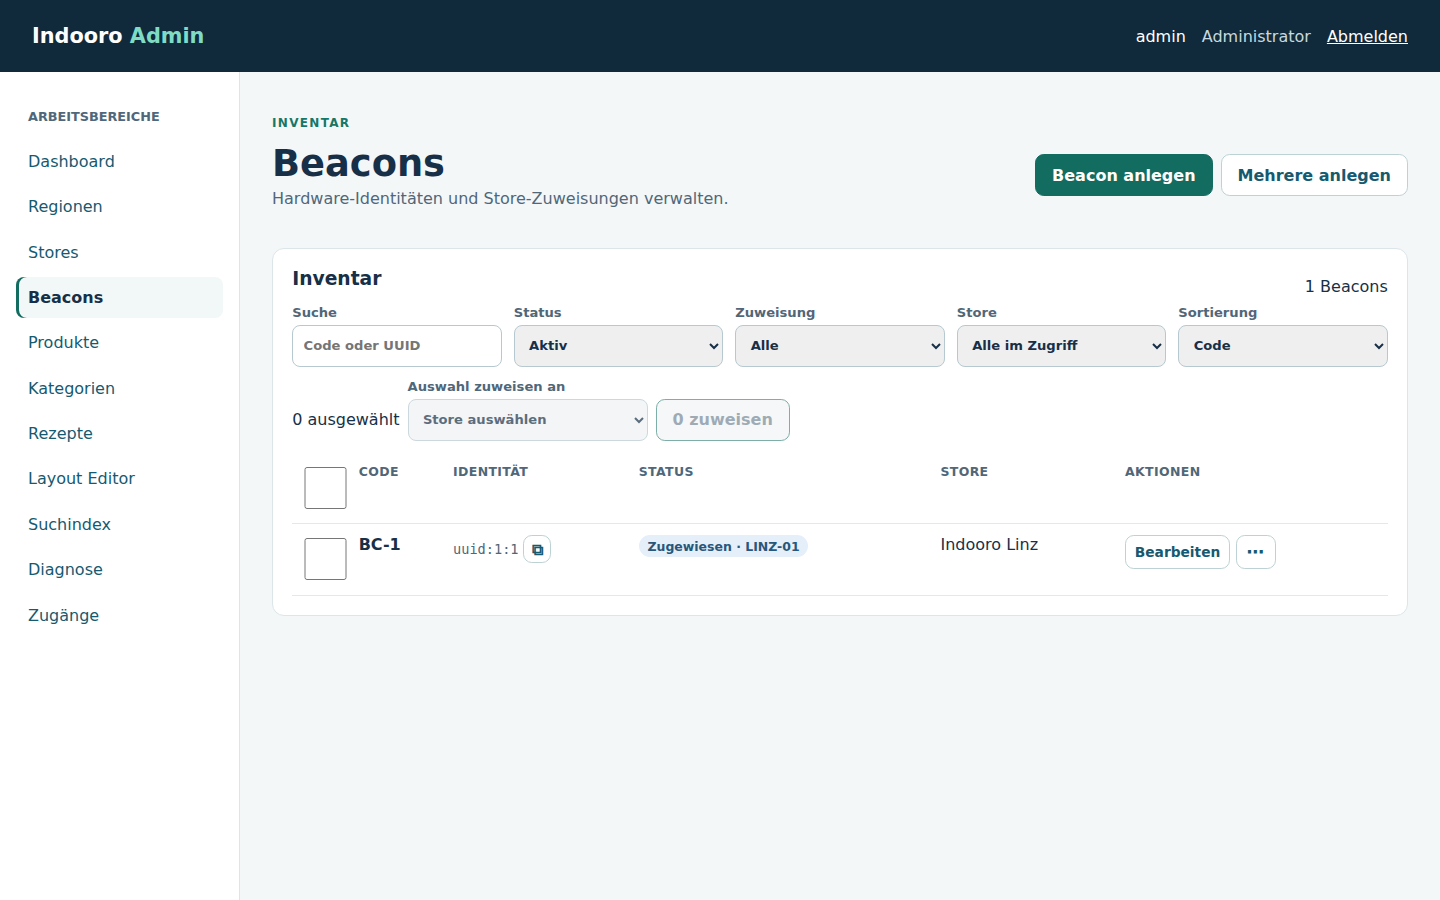 Indooro Admin
admin Administrator Abmelden
ARBEITSBEREICHE
Dashboard
Regionen
Stores
Beacons
Produkte
Kategorien
Rezepte
Layout Editor
Suchindex
Diagnose
Zugänge
INVENTAR
Beacons
Hardware-Identitäten und Store-Zuweisungen verwalten.
Beacon anlegen
Mehrere anlegen
Inventar
1 Beacons
Suche Status Zuweisung Store Sortierung
Code oder UUID Aktiv Alle Alle im Zugriff Code
Auswahl zuweisen an
0 ausgewählt Store auswählen 0 zuweisen
CODE IDENTITÄT STATUS STORE AKTIONEN
BC-1 uuid:1:1 Zugewiesen · LINZ-01 Indooro Linz Bearbeiten ···